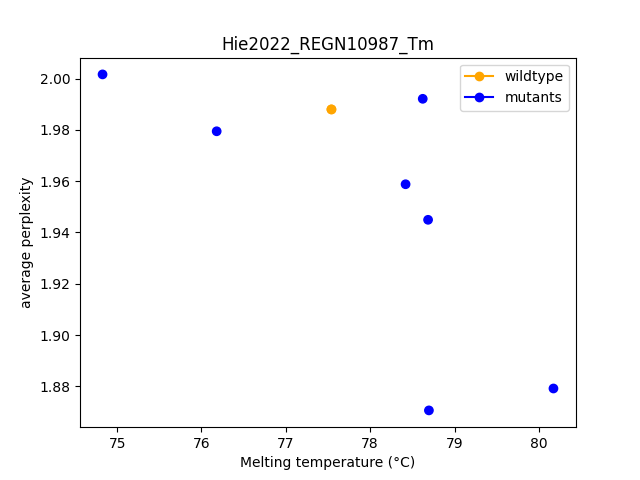 Hie2022_REGN10987_Tm
wildtype
mutants
2.00
1.98
1.96
1.94
1.92
1.90
1.88
average perplexity
75
76
77
78
79
80
Melting temperature (°C)